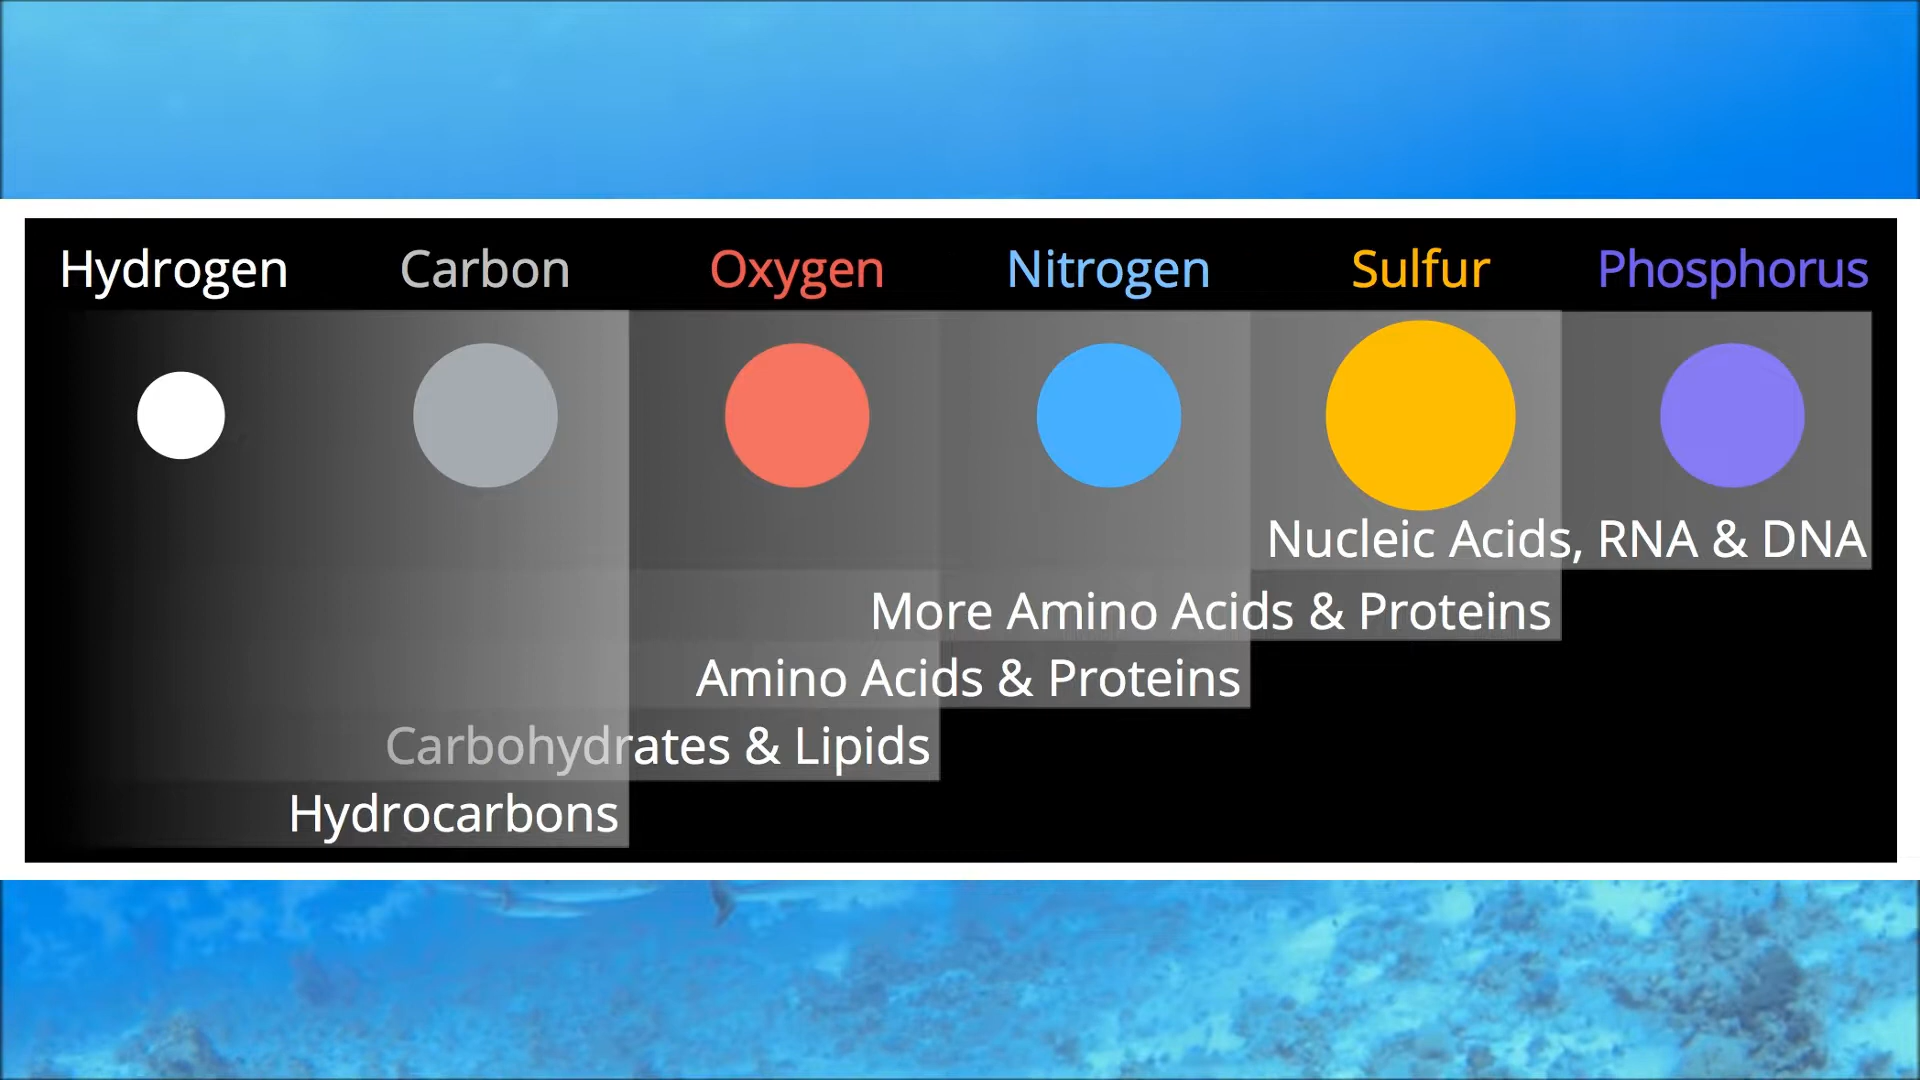 Hydrogen Carbon Oxygen Nitrogen Sulfur Phosphorus
Nucleic Acids, RNA & DNA
More Amino Acids & Proteins
Amino Acids & Proteins
Carbohydrates & Lipids
Hydrocarbons